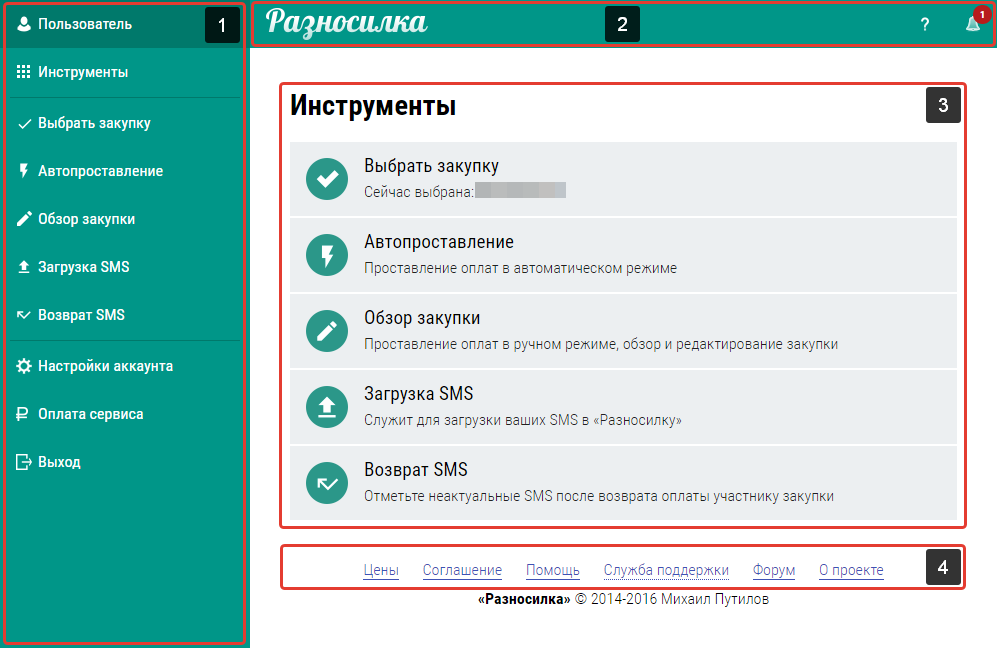 Пользователь
1
Инструменты
Выбрать закупку
Автопроставление
Обзор закупки
Загрузка SMS
Возврат SMS
Настройки аккаунта
Оплата сервиса
Выход
Разносилка
2
?
1
Инструменты
3
Выбрать закупку
Сейчас выбрана:
Автопроставление
Проставление оплат в автоматическом режиме
Обзор закупки
Проставление оплат в ручном режиме, обзор и редактирование закупки
Загрузка SMS
Служит для загрузки ваших SMS в «Разносилку»
Возврат SMS
Отметьте неактуальные SMS после возврата оплаты участнику закупки
Цены Соглашение Помощь Служба поддержки Форум О проекте
4
«Разносилка» © 2014-2016 Михаил Путилов